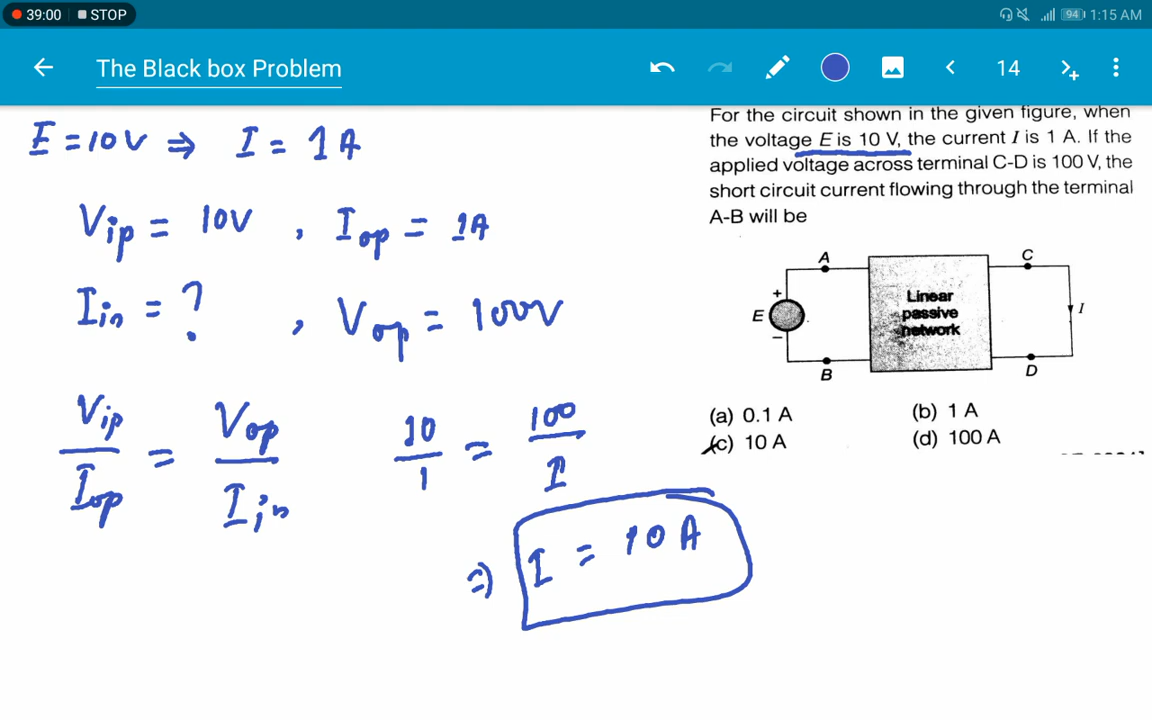 39:00 STOP 94 1:15 AM
The Black box Problem 14
E = 10V ⇒ I = 1A
Vip = 10V , Iop = 1A
Iin = ? , Vop = 100V
Vip / Iop = Vop / Iin
10 / 1 = 100 / I
⇒ I = 10 A
For the circuit shown in the given figure, when
the voltage E is 10 V, the current I is 1 A. If the
applied voltage across terminal C-D is 100 V, the
short circuit current flowing through the terminal
A-B will be
A C
+
E
−
Linear
passive
network
I
B D
(a) 0.1 A (b) 1 A
(c) 10 A (d) 100 A